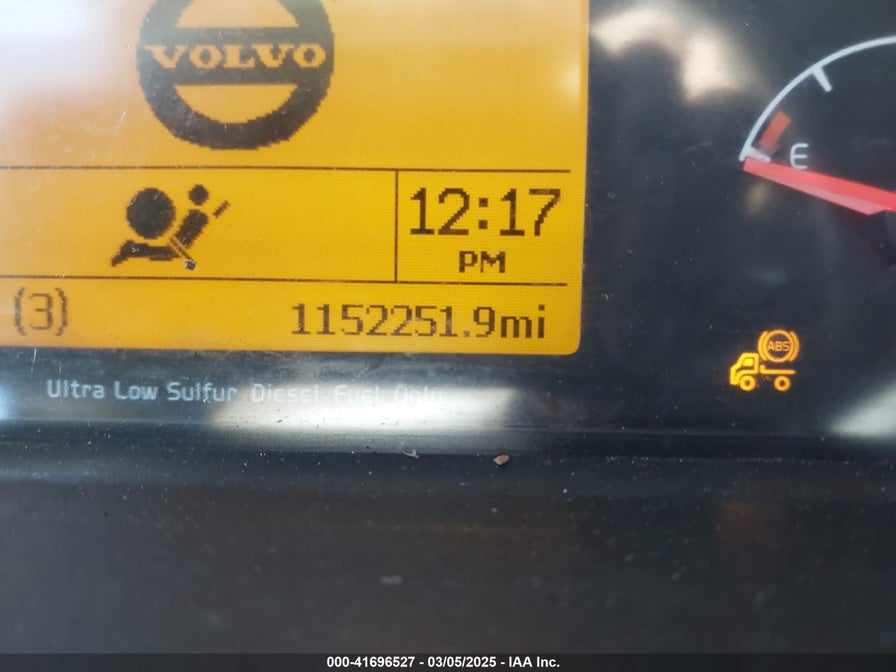 VOLVO
E
12:17
PM
(3) 1152251.9mi
ABS
Ultra Low Sulfur Diesel Fuel Only
000-41696527 - 03/05/2025 - IAA Inc.